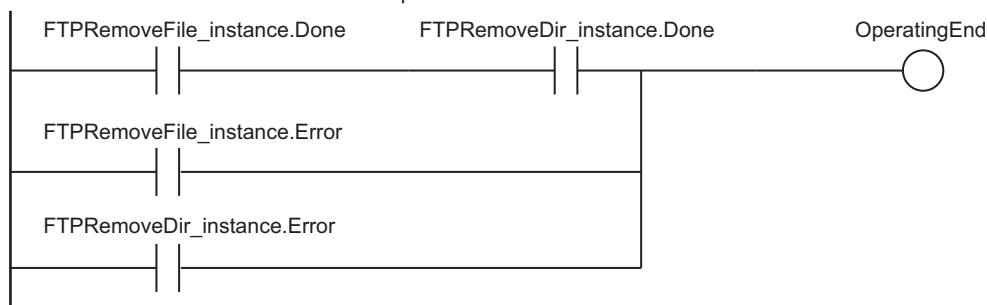 FTPRemoveFile_instance.Done FTPRemoveDir_instance.Done OperatingEnd
FTPRemoveFile_instance.Error
FTPRemoveDir_instance.Error